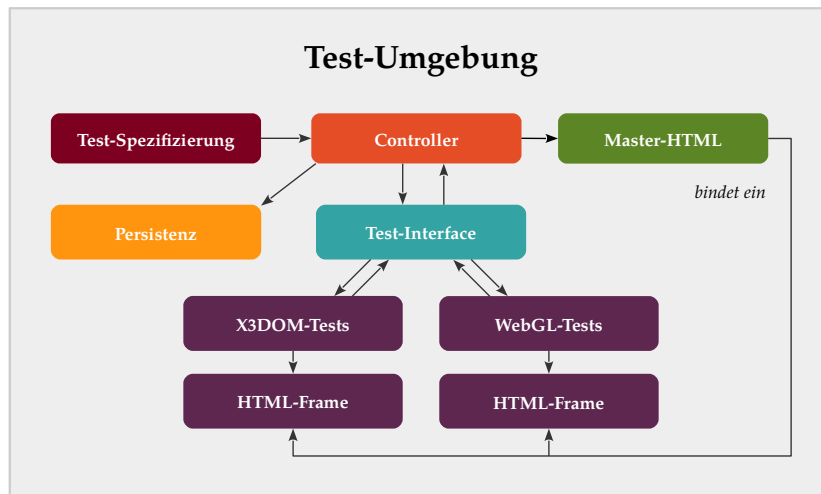 Test-Umgebung
Test-Spezifizierung
Controller
Master-HTML
bindet ein
Persistenz
Test-Interface
X3DOM-Tests
WebGL-Tests
HTML-Frame
HTML-Frame